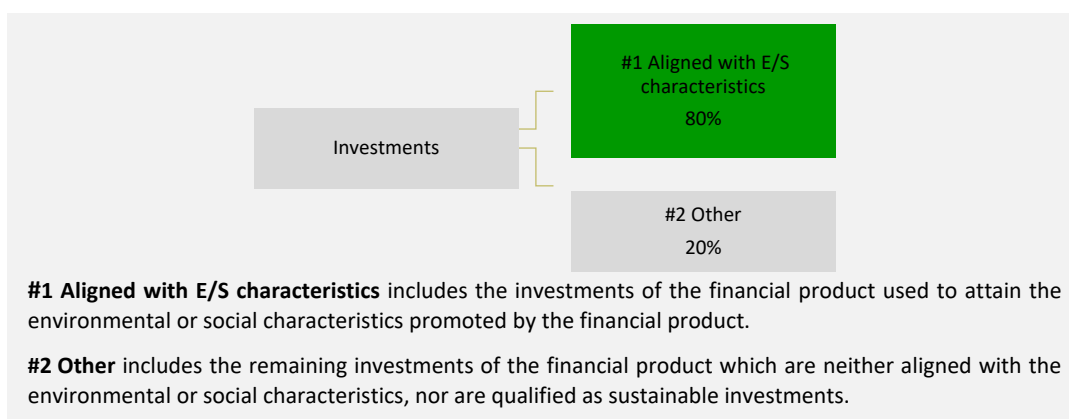 #1 Aligned with E/S
characteristics
80%
Investments
#2 Other
20%
#1 Aligned with E/S characteristics includes the investments of the financial product used to attain the
environmental or social characteristics promoted by the financial product.
#2 Other includes the remaining investments of the financial product which are neither aligned with the
environmental or social characteristics, nor are qualified as sustainable investments.